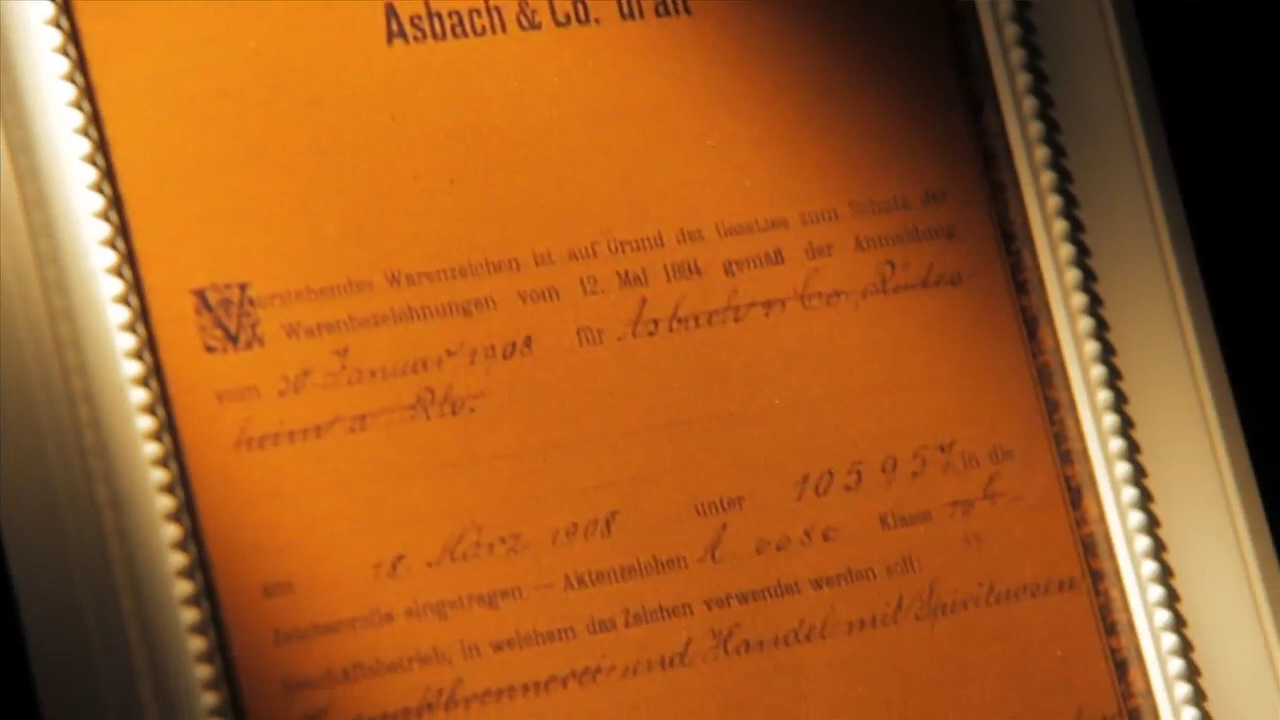 Asbach & Co. uralt
Vorstehendes Warenzeichen ist auf Grund des Gesetzes zum Schutz der
Warenbezeichnungen vom 12. Mai 1894 gemäß der Anmeldung
vom 30. Januar 1908 für Asbach & Co., Rüdes
heim a Rh.
am 18. März 1908 unter 105957 in die
Zeichenrolle eingetragen. — Aktenzeichen A Klasse
Geschäftsbetrieb, in welchem das Zeichen verwendet werden soll:
und Handel mit Spirituosen